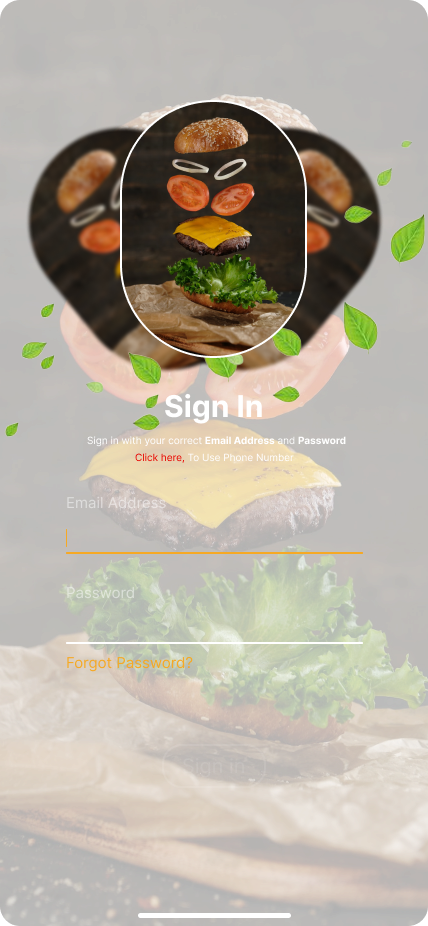 Sign In
Sign in with your correct Email Address and Password
Click here, To Use Phone Number
Email Address
Password
Forgot Password?
Sign in